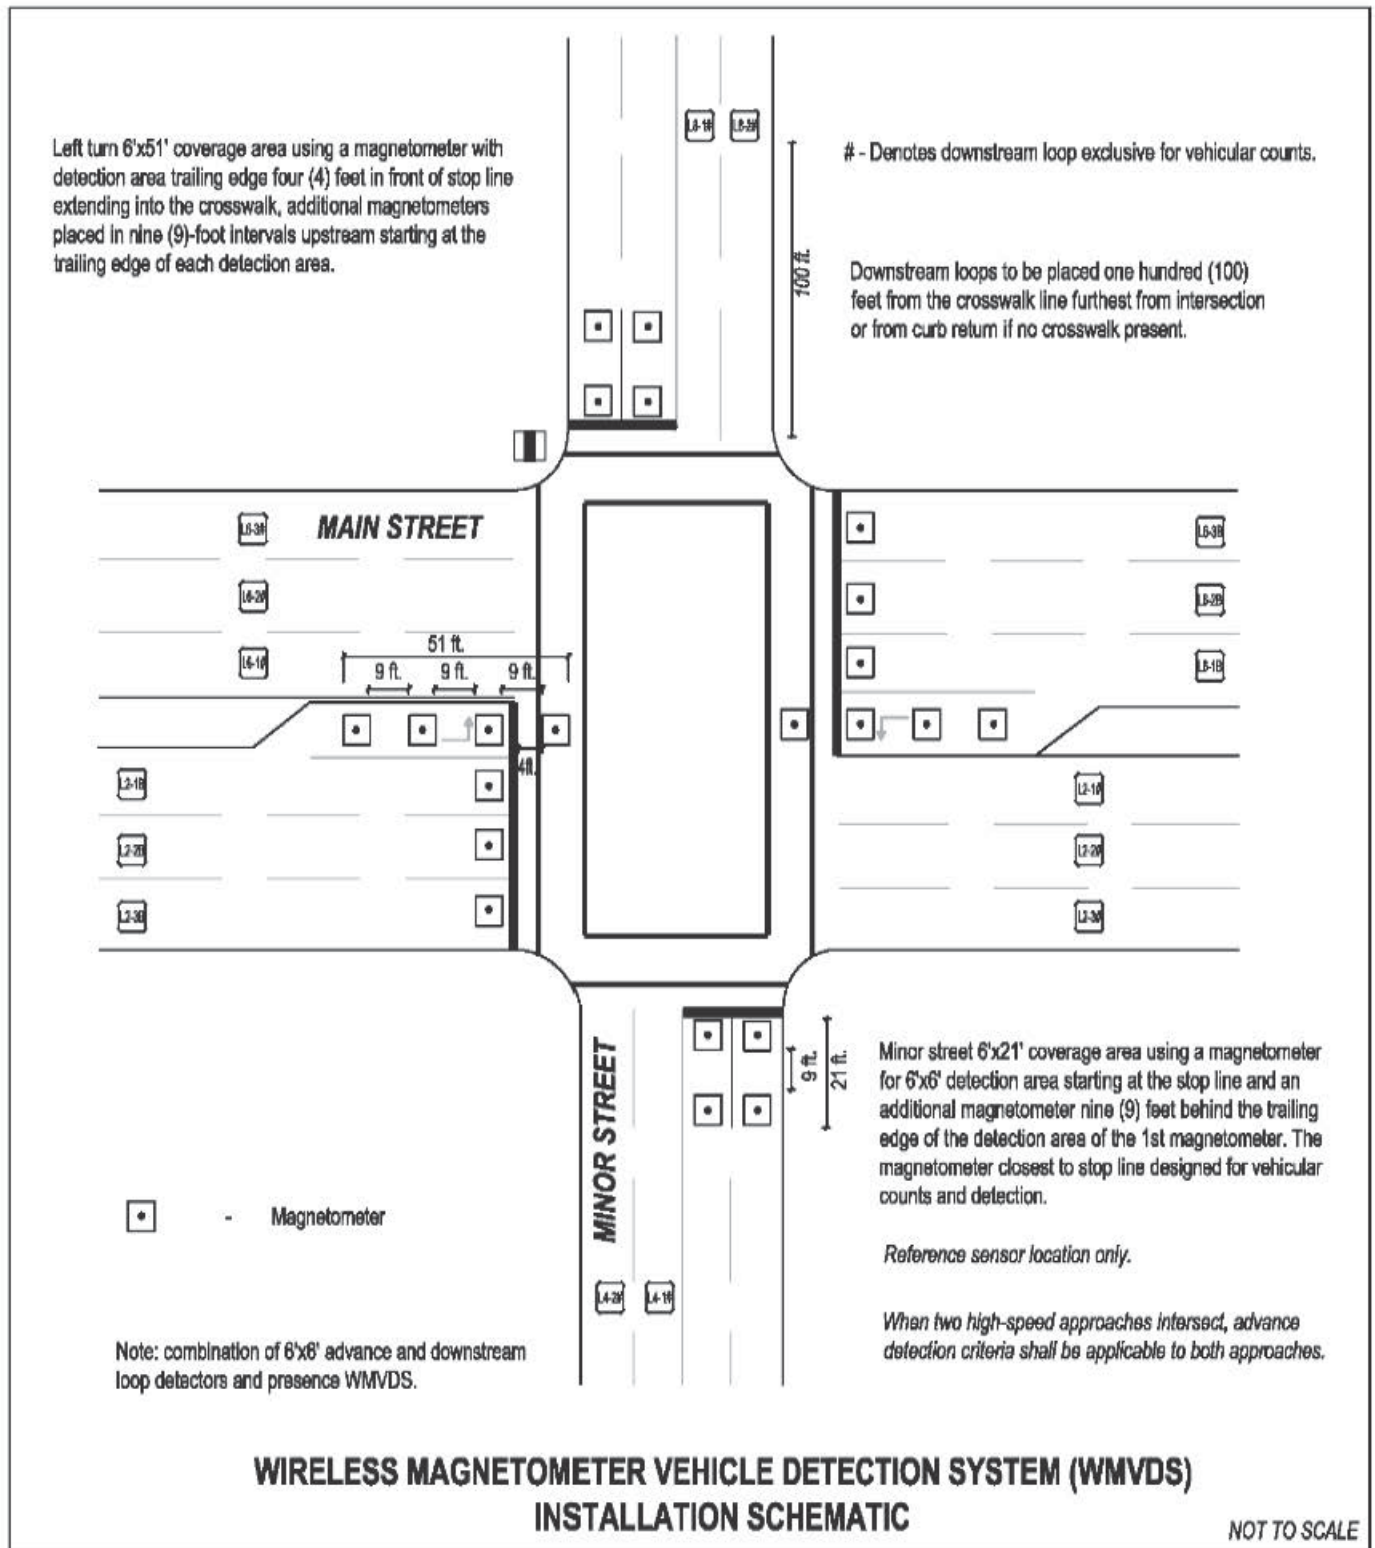 Left turn 6'x51' coverage area using a magnetometer with
detection area trailing edge four (4) feet in front of stop line
extending into the crosswalk, additional magnetometers
placed in nine (9)-foot intervals upstream starting at the
trailing edge of each detection area.
# - Denotes downstream loop exclusive for vehicular counts.
100 ft.
Downstream loops to be placed one hundred (100)
feet from the crosswalk line furthest from intersection
or from curb return if no crosswalk present.
MAIN STREET
51 ft.
9 ft.
9 ft.
9 ft.
4ft.
L2-1B
L2-2B
L2-3B
MINOR STREET
9 ft.
21 ft.
Minor street 6'x21' coverage area using a magnetometer
for 6'x6' detection area starting at the stop line and an
additional magnetometer nine (9) feet behind the trailing
edge of the detection area of the 1st magnetometer. The
magnetometer closest to stop line designed for vehicular
counts and detection.
- Magnetometer
Reference sensor location only.
When two high-speed approaches intersect, advance
detection criteria shall be applicable to both approaches.
Note: combination of 6'x6' advance and downstream
loop detectors and presence WMVDS.
WIRELESS MAGNETOMETER VEHICLE DETECTION SYSTEM (WMVDS)
INSTALLATION SCHEMATIC
NOT TO SCALE